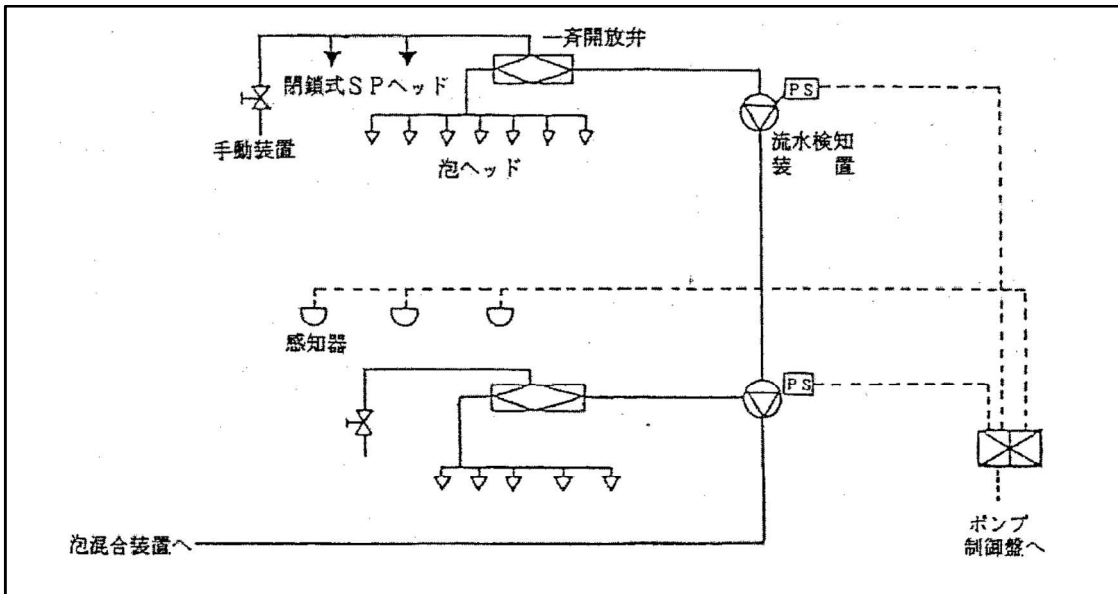 一斉開放弁
閉鎖式SPヘッド
手動装置
泡ヘッド
PS
流水検知
装　置
感知器
PS
泡混合装置へ
ポンプ
制御盤へ